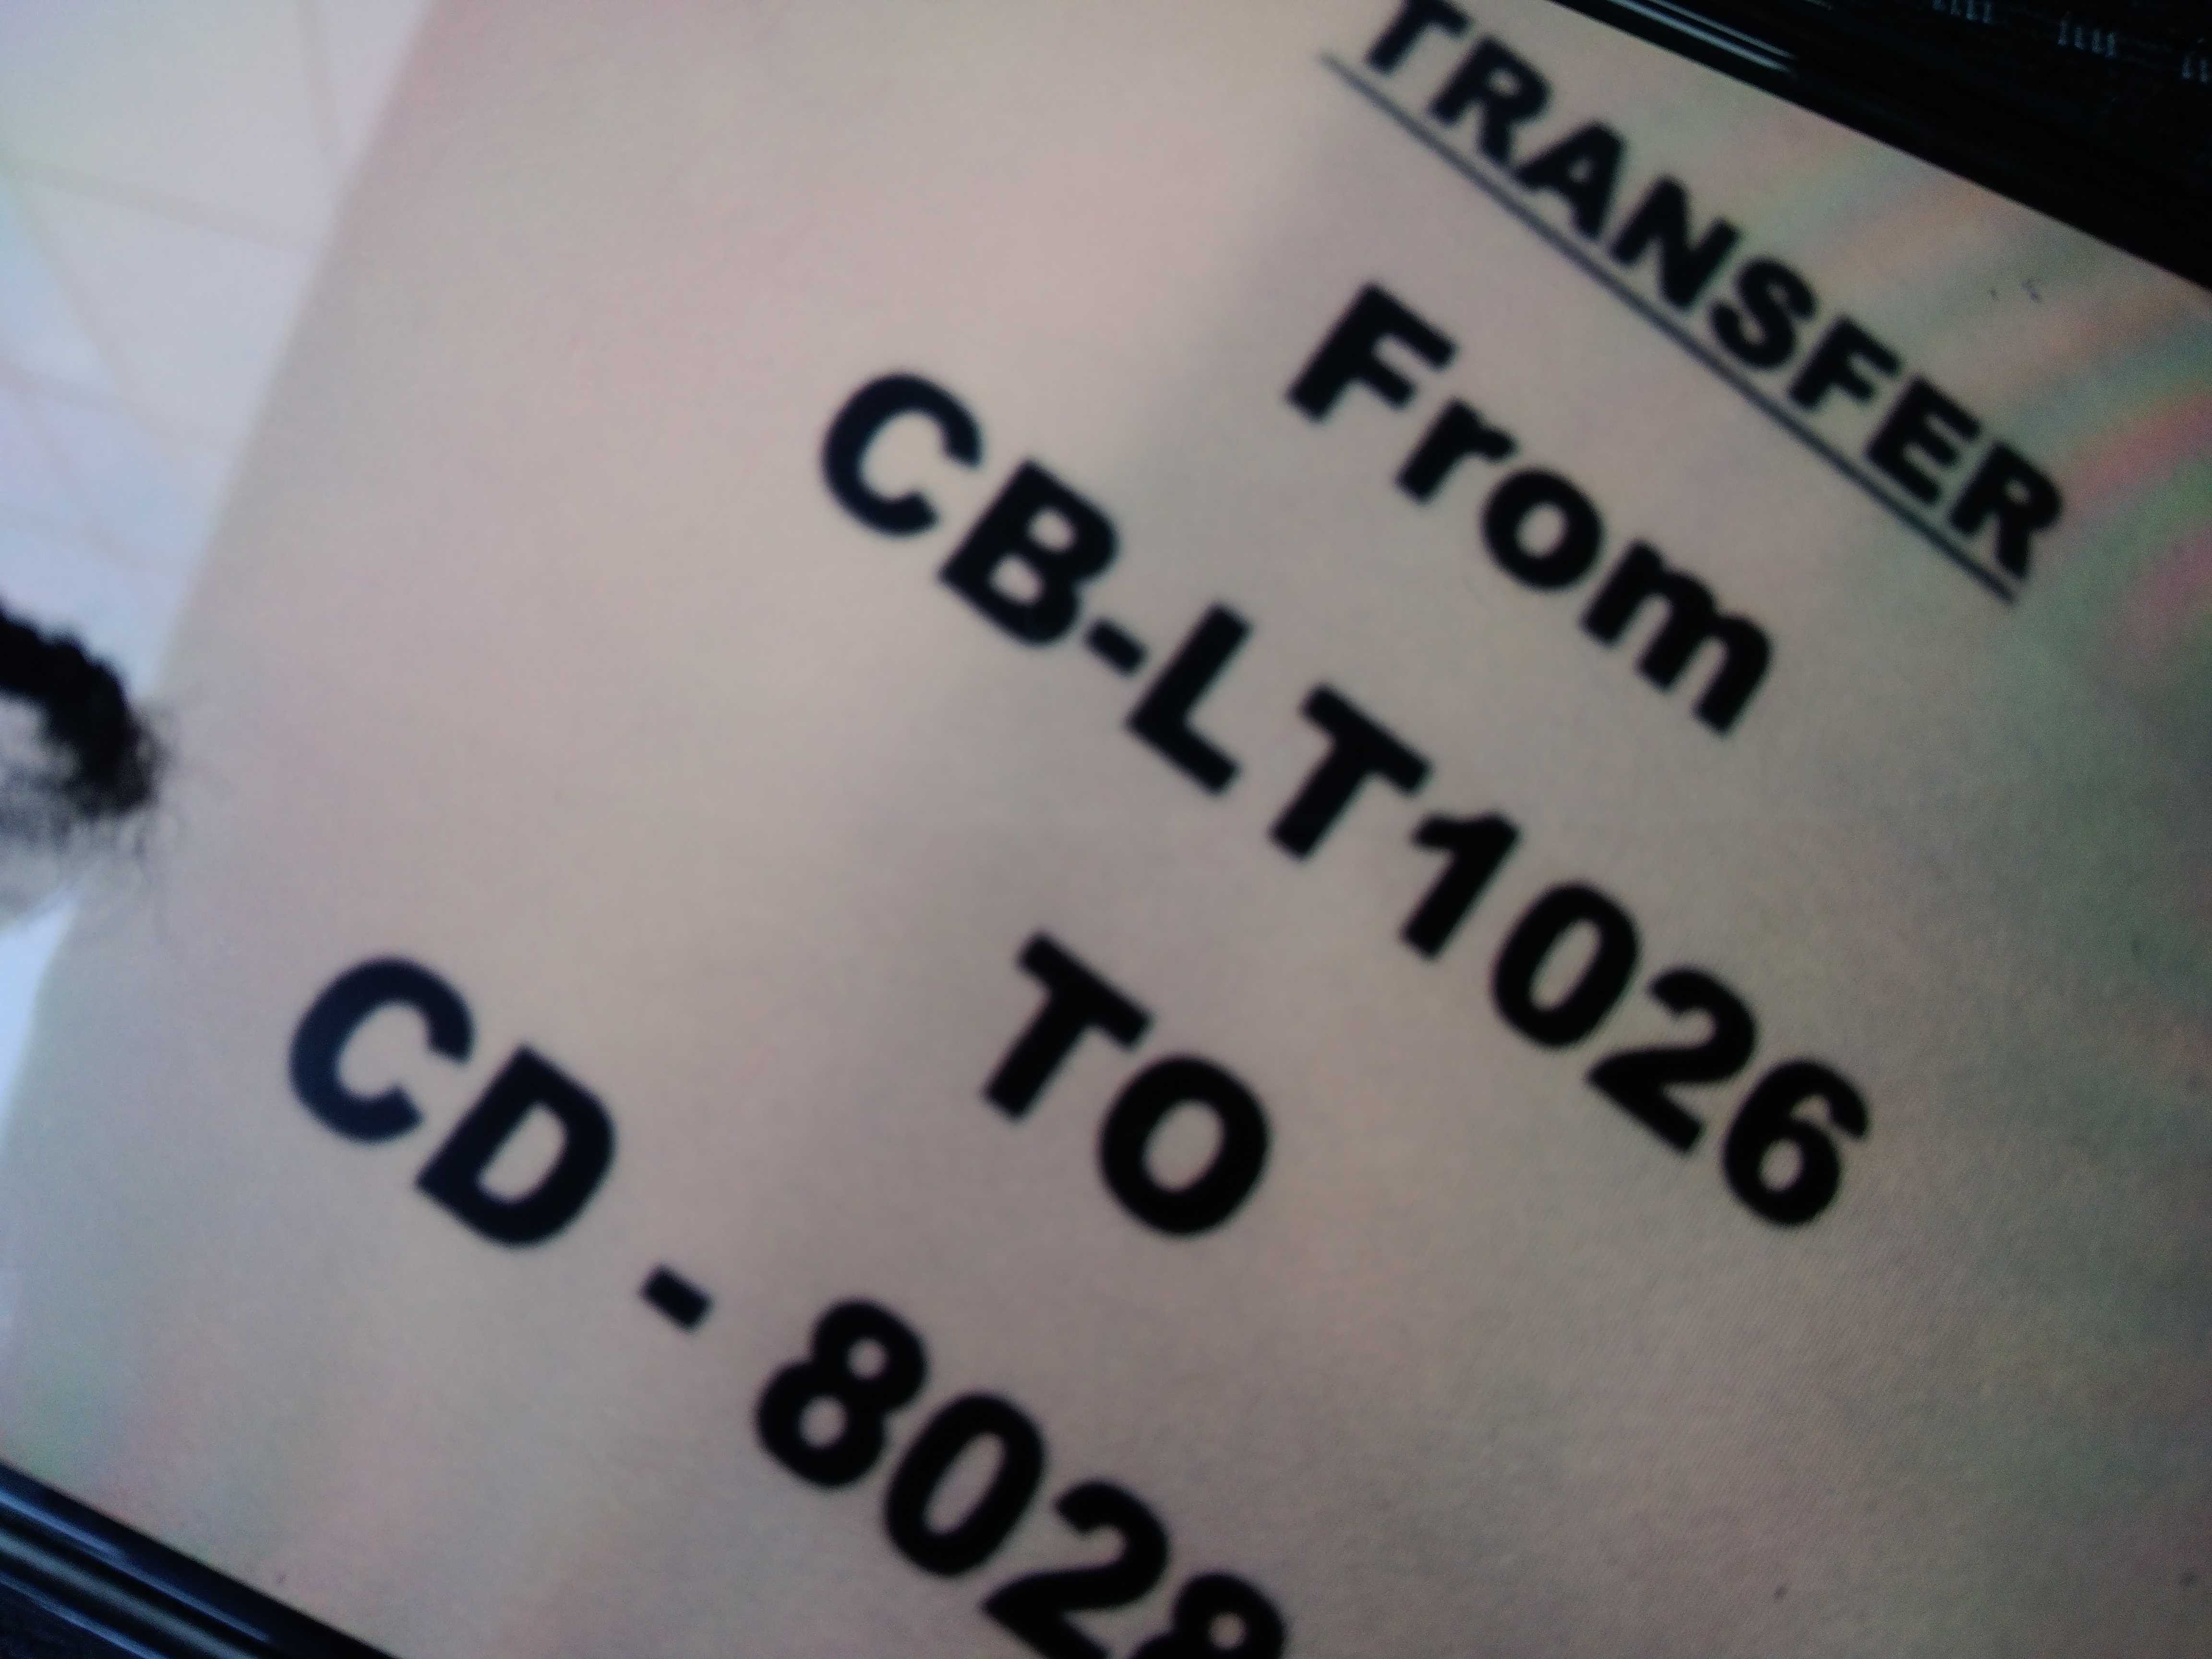 TRANSFER
From
CB-LT1026
TO
CD - 8028